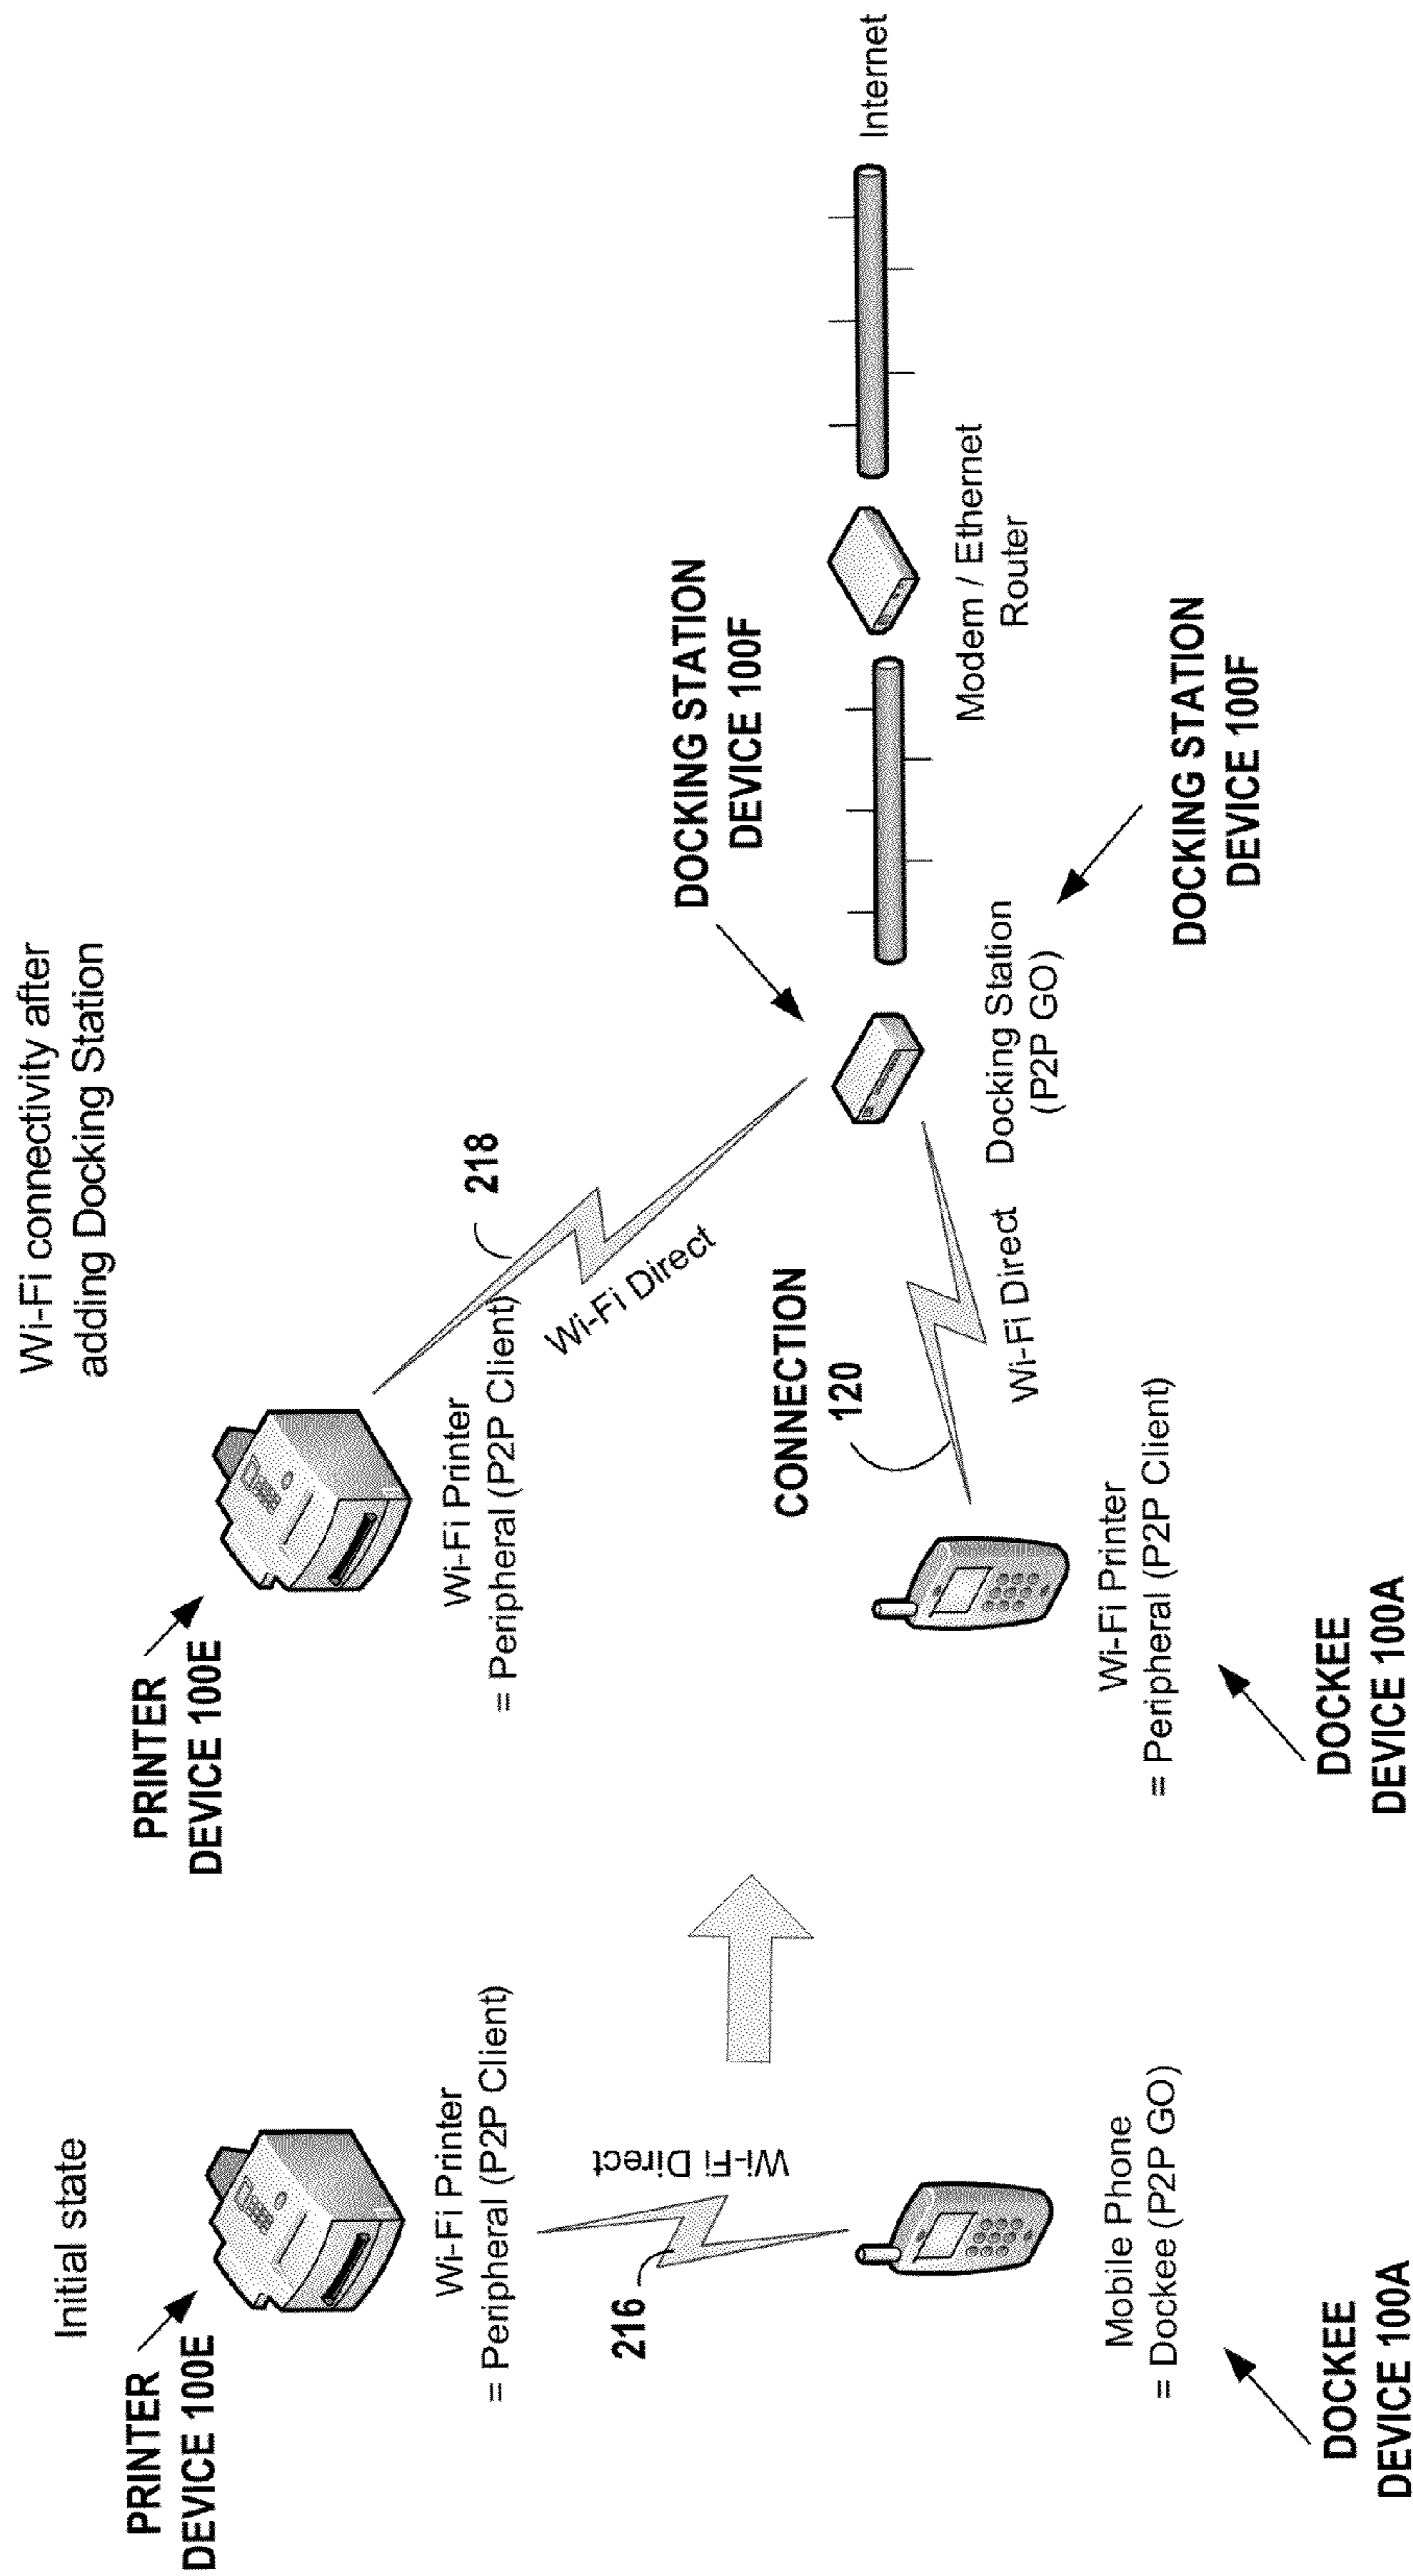 Initial state
PRINTER
DEVICE 100E
Wi-Fi Printer
= Peripheral (P2P Client)
216
Wi-Fi Direct
Mobile Phone
= Dockee (P2P GO)
DOCKEE
DEVICE 100A
Wi-Fi connectivity after
adding Docking Station
PRINTER
DEVICE 100E
Wi-Fi Printer
= Peripheral (P2P Client)
218
Wi-Fi Direct
CONNECTION
120
Wi-Fi Direct
Wi-Fi Printer
= Peripheral (P2P Client)
DOCKEE
DEVICE 100A
DOCKING STATION
DEVICE 100F
Docking Station
(P2P GO)
DOCKING STATION
DEVICE 100F
Modem / Ethernet
Router
Internet